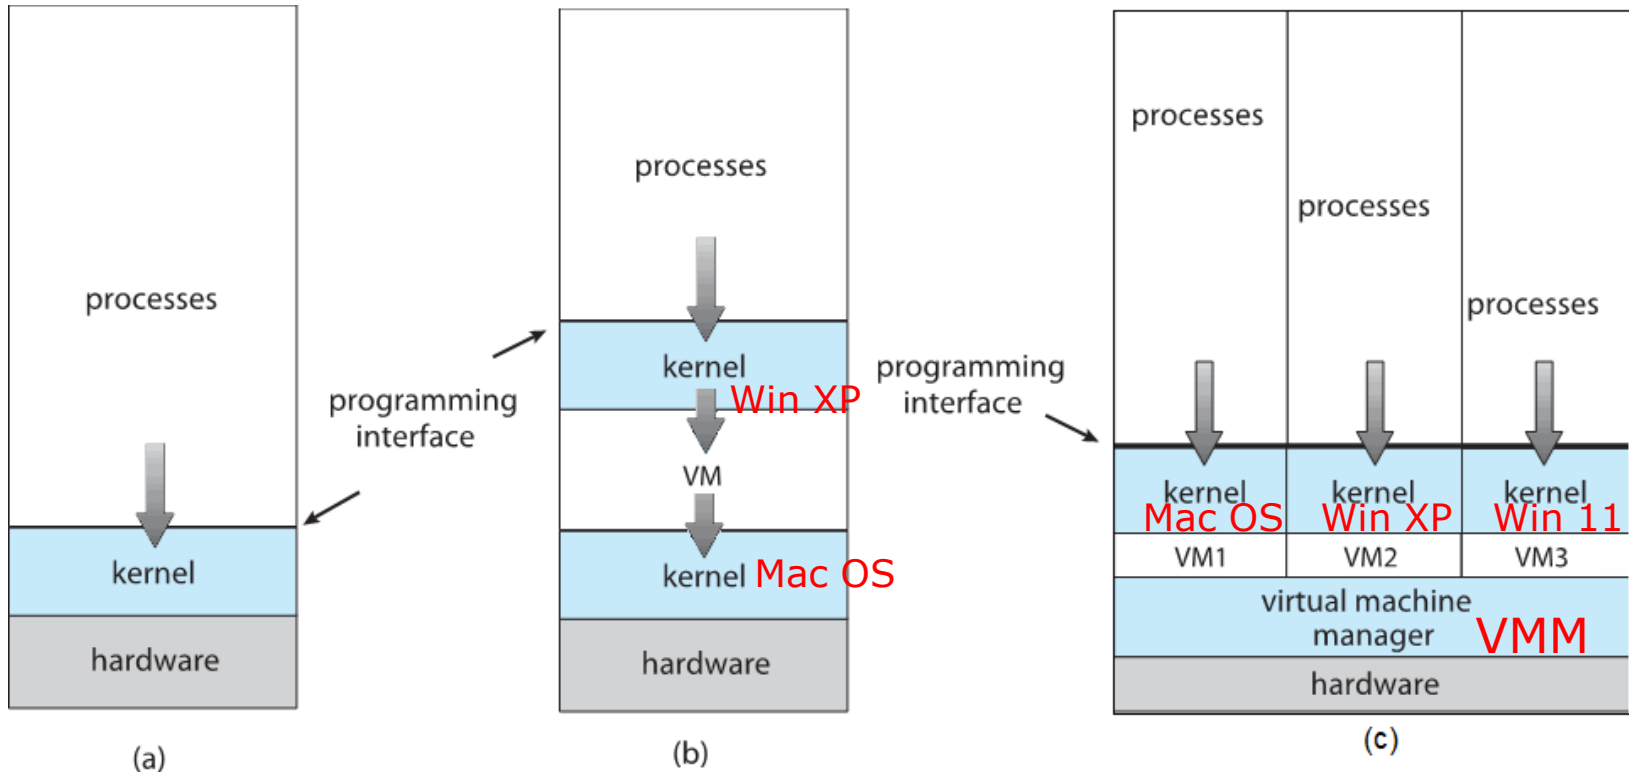 processes
kernel
hardware
(a)
programming
interface
processes
kernel
Win XP
VM
kernel
Mac OS
hardware
(b)
programming
interface
processes
processes
processes
kernel
kernel
kernel
Mac OS
Win XP
Win 11
VM1
VM2
VM3
virtual machine
manager
VMM
hardware
(c)